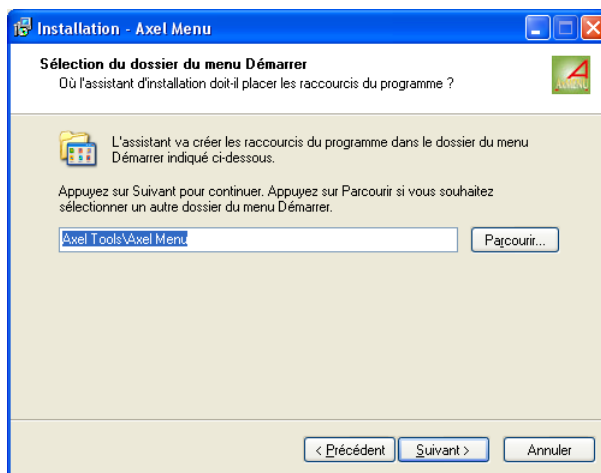 Installation - Axel Menu
Sélection du dossier du menu Démarrer
Où l'assistant d'installation doit-il placer les raccourcis du programme ?
AXMENU
L'assistant va créer les raccourcis du programme dans le dossier du menu
Démarrer indiqué ci-dessous.
Appuyez sur Suivant pour continuer. Appuyez sur Parcourir si vous souhaitez
sélectionner un autre dossier du menu Démarrer.
Axel Tools\Axel Menu
Parcourir...
< Précédent
Suivant >
Annuler